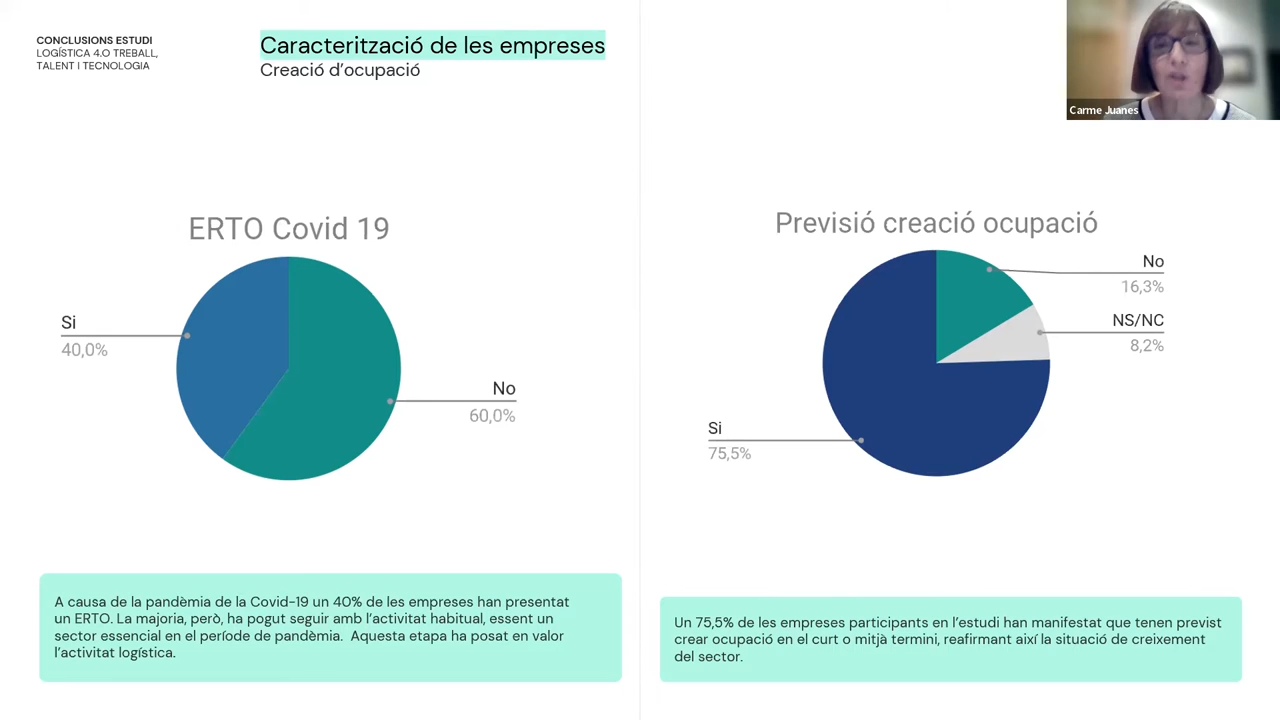 CONCLUSIONS ESTUDI
LOGÍSTICA 4.0 TREBALL,
TALENT I TECNOLOGIA
Caracterització de les empreses
Creació d'ocupació
Carme Juanes
ERTO Covid 19
Si
40,0%
No
60,0%
Previsió creació ocupació
No
16,3%
NS/NC
8,2%
Si
75,5%
A causa de la pandèmia de la Covid-19 un 40% de les empreses han presentat
un ERTO. La majoria, però, ha pogut seguir amb l'activitat habitual, essent un
sector essencial en el període de pandèmia. Aquesta etapa ha posat en valor
l'activitat logística.
Un 75,5% de les empreses participants en l'estudi han manifestat que tenen previst
crear ocupació en el curt o mitjà termini, reafirmant així la situació de creixement
del sector.